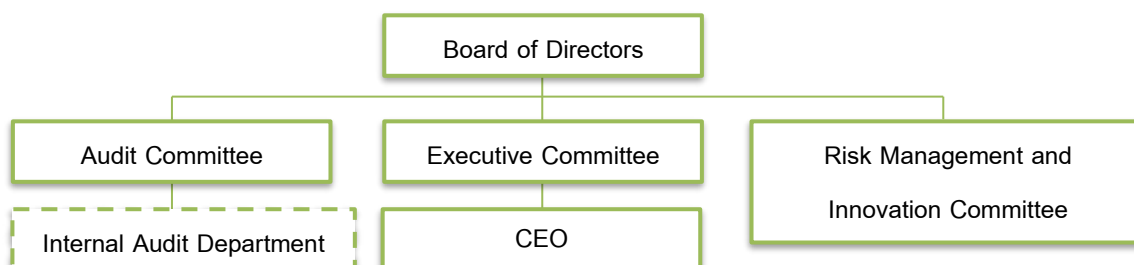 Board of Directors
Audit Committee
Executive Committee
Risk Management and
Innovation Committee
Internal Audit Department
CEO